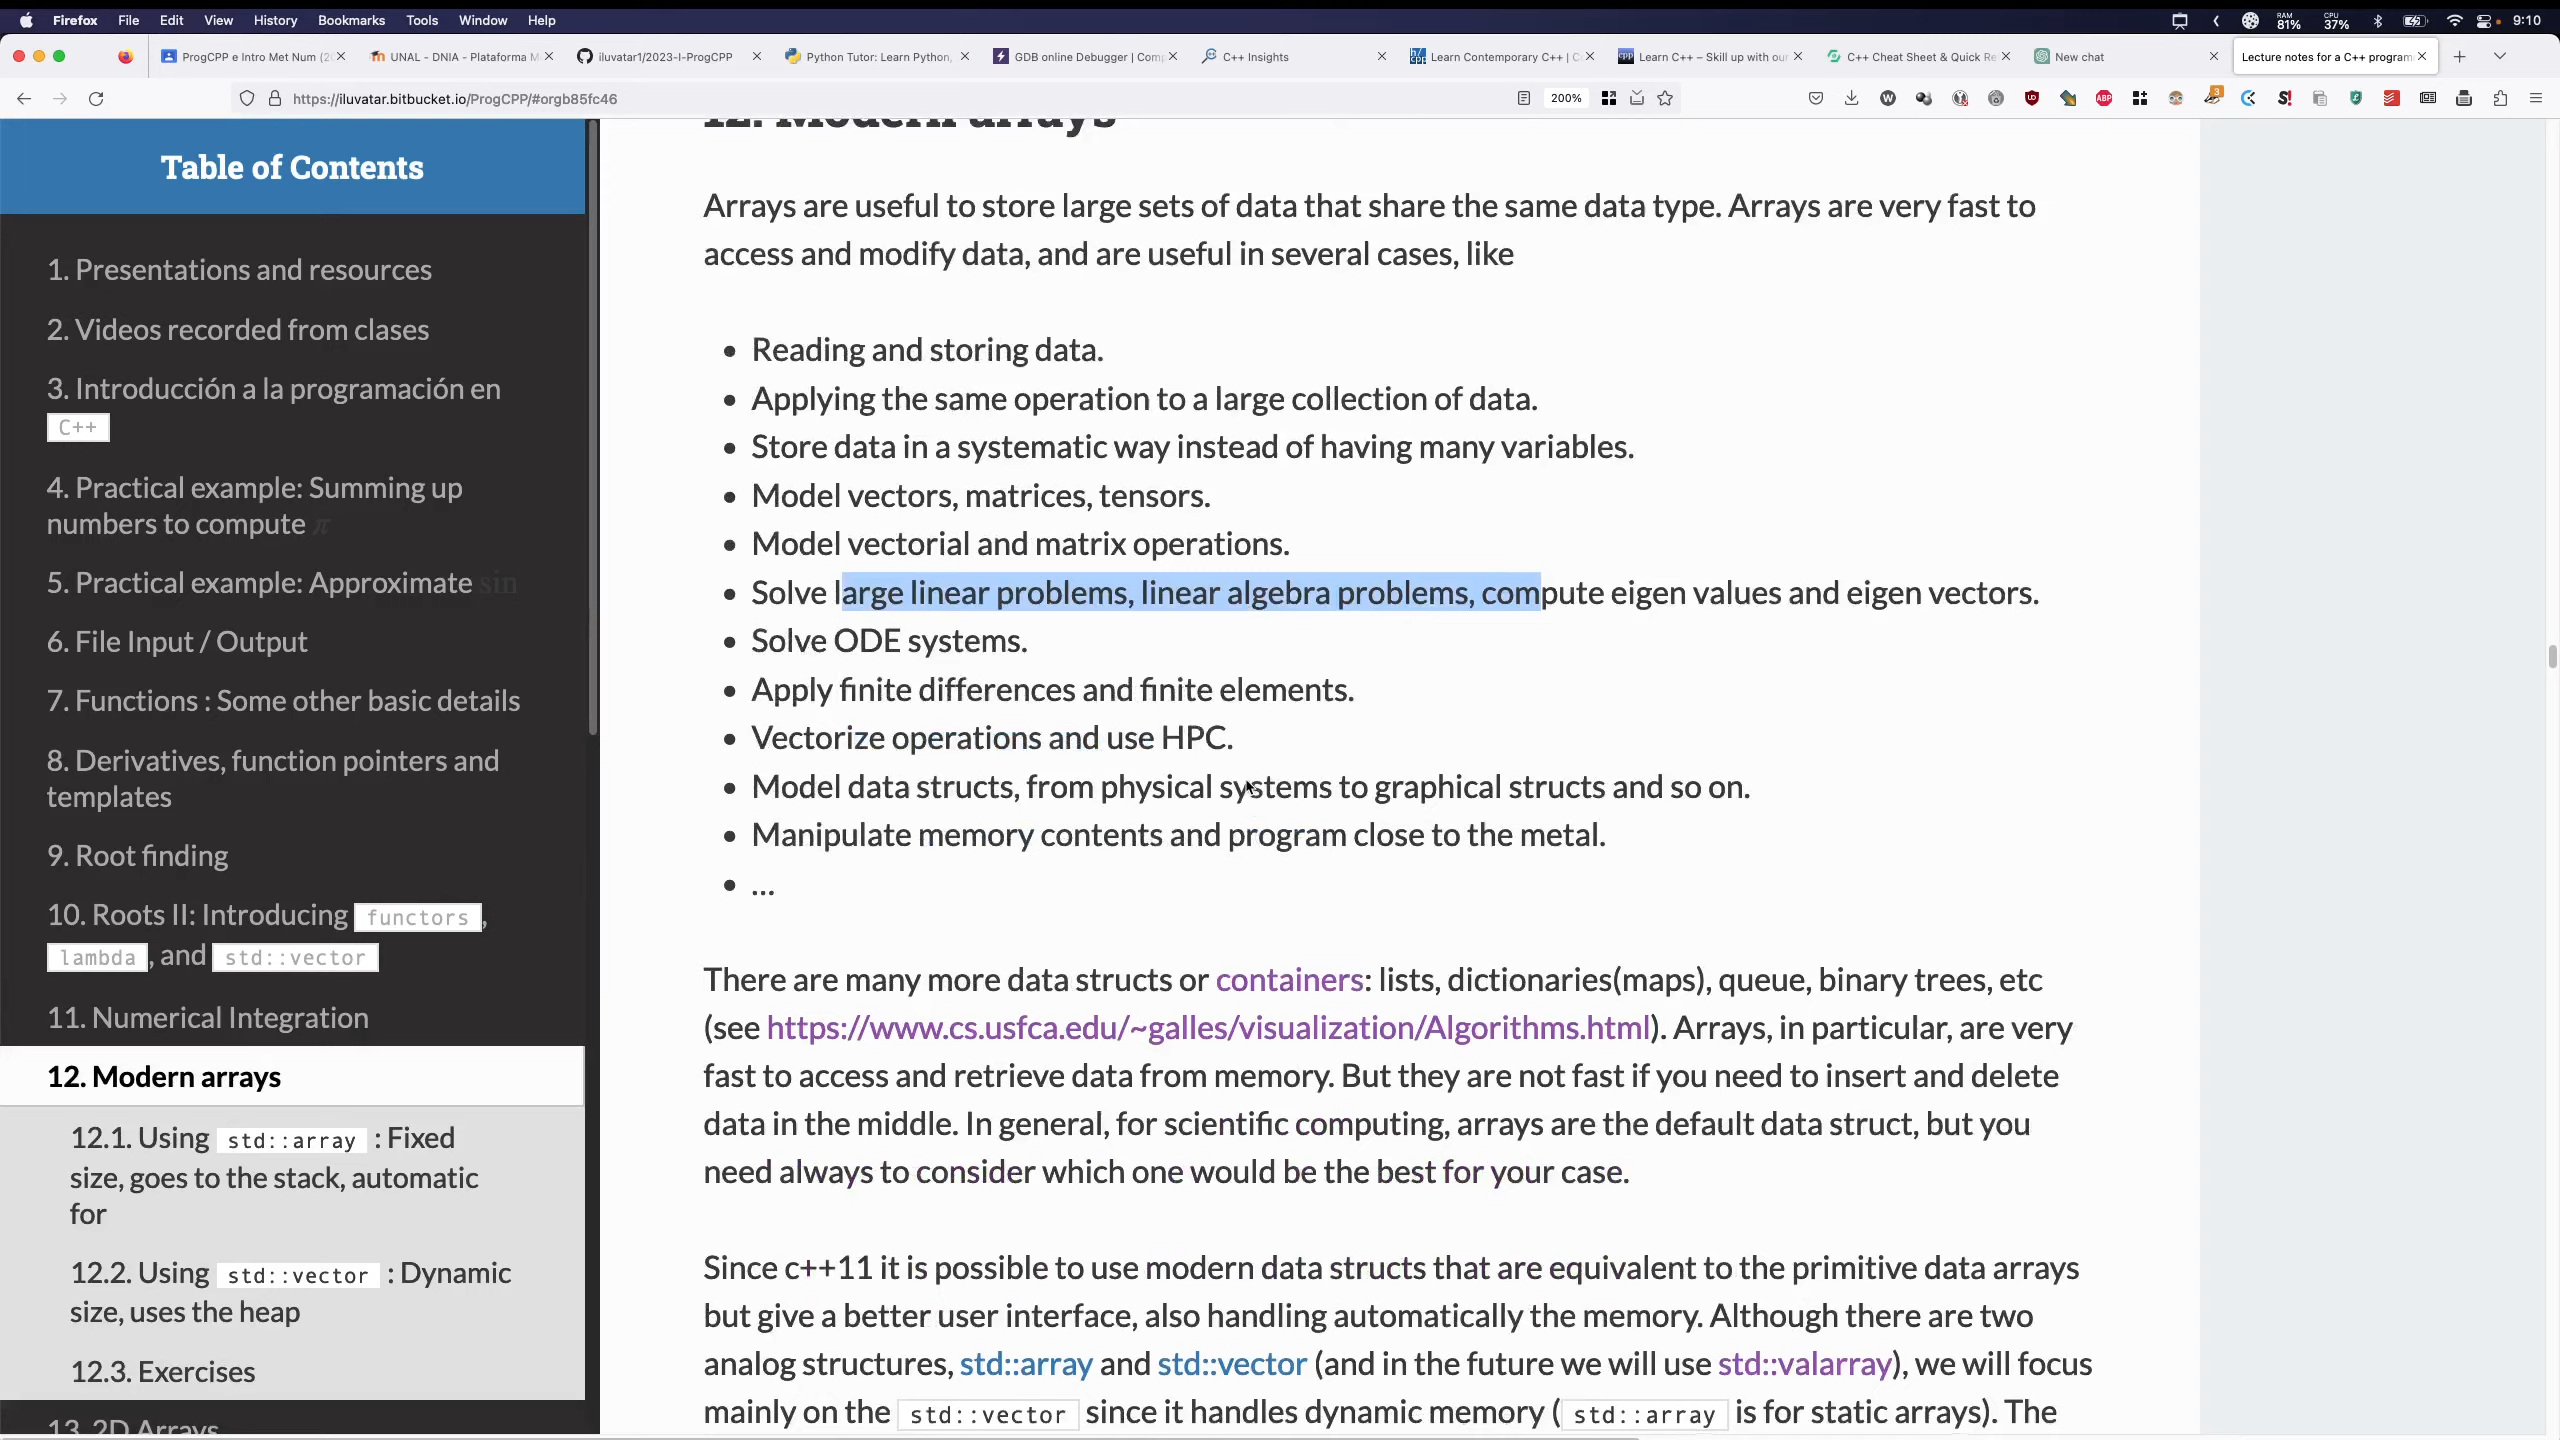 Firefox File Edit View History Bookmarks Tools Window Help RAM 81% CPU 37% 9:10
ProgCPP e Intro Met Num (20 UNAL - DNIA - Plataforma M iluvatar1/2023-I-ProgCPP Python Tutor: Learn Python, GDB online Debugger | Comp C++ Insights Learn Contemporary C++ | C Learn C++ – Skill up with our C++ Cheat Sheet & Quick Re New chat Lecture notes for a C++ program
https://iluvatar.bitbucket.io/ProgCPP/#orgb85fc46 200%
Table of Contents
1. Presentations and resources
2. Videos recorded from clases
3. Introducción a la programación en
C++
4. Practical example: Summing up
numbers to compute π
5. Practical example: Approximate sin
6. File Input / Output
7. Functions : Some other basic details
8. Derivatives, function pointers and
templates
9. Root finding
10. Roots II: Introducing functors ,
lambda , and std::vector
11. Numerical Integration
12. Modern arrays
12.1. Using std::array : Fixed
size, goes to the stack, automatic
for
12.2. Using std::vector : Dynamic
size, uses the heap
12.3. Exercises
13. 2D Arrays
12. Modern arrays
Arrays are useful to store large sets of data that share the same data type. Arrays are very fast to
access and modify data, and are useful in several cases, like
• Reading and storing data.
• Applying the same operation to a large collection of data.
• Store data in a systematic way instead of having many variables.
• Model vectors, matrices, tensors.
• Model vectorial and matrix operations.
• Solve large linear problems, linear algebra problems, compute eigen values and eigen vectors.
• Solve ODE systems.
• Apply finite differences and finite elements.
• Vectorize operations and use HPC.
• Model data structs, from physical systems to graphical structs and so on.
• Manipulate memory contents and program close to the metal.
• ...
There are many more data structs or containers: lists, dictionaries(maps), queue, binary trees, etc
(see https://www.cs.usfca.edu/~galles/visualization/Algorithms.html). Arrays, in particular, are very
fast to access and retrieve data from memory. But they are not fast if you need to insert and delete
data in the middle. In general, for scientific computing, arrays are the default data struct, but you
need always to consider which one would be the best for your case.
Since c++11 it is possible to use modern data structs that are equivalent to the primitive data arrays
but give a better user interface, also handling automatically the memory. Although there are two
analog structures, std::array and std::vector (and in the future we will use std::valarray), we will focus
mainly on the std::vector since it handles dynamic memory ( std::array is for static arrays). The